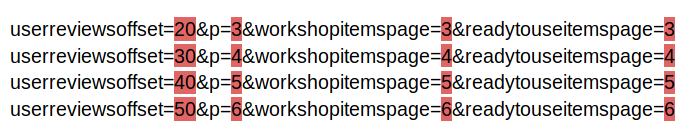 userreviewsoffset=20&p=3&workshopitemspage=3&readytouseitemspage=3
userreviewsoffset=30&p=4&workshopitemspage=4&readytouseitemspage=4
userreviewsoffset=40&p=5&workshopitemspage=5&readytouseitemspage=5
userreviewsoffset=50&p=6&workshopitemspage=6&readytouseitemspage=6